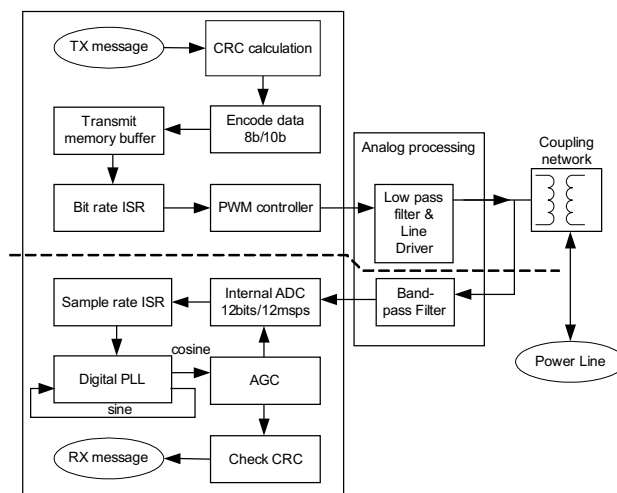 TX message
CRC calculation
Transmit
memory buffer
Encode data
8b/10b
Analog processing
Coupling
network
Bit rate ISR
PWM controller
Low pass
filter &
Line
Driver
Sample rate ISR
Internal ADC
12bits/12msps
Band-
pass Filter
cosine
Digital PLL
AGC
Power Line
sine
RX message
Check CRC